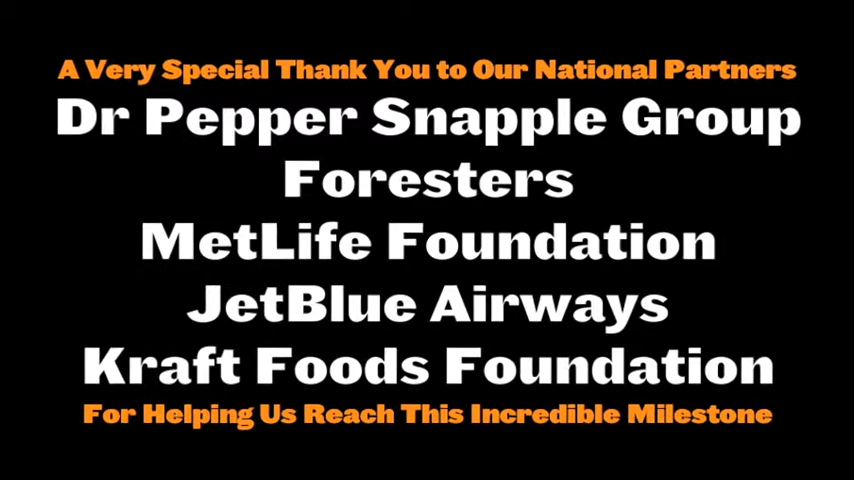 A Very Special Thank You to Our National Partners
Dr Pepper Snapple Group
Foresters
MetLife Foundation
JetBlue Airways
Kraft Foods Foundation
For Helping Us Reach This Incredible Milestone